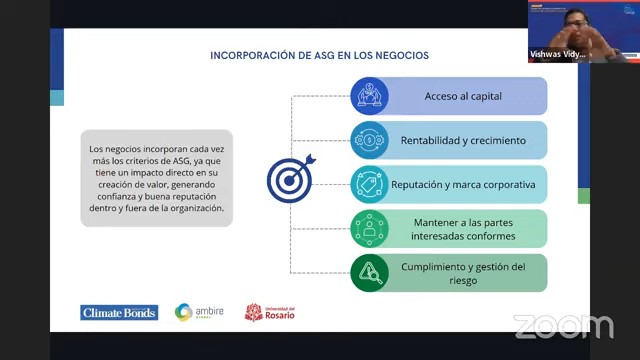 Vishwas Vidy...
INCORPORACIÓN DE ASG EN LOS NEGOCIOS
Los negocios incorporan cada vez
más los criterios de ASG, ya que
tiene un impacto directo en su
creación de valor, generando
confianza y buena reputación
dentro y fuera de la organización.
Acceso al capital
Rentabilidad y crecimiento
Reputación y marca corporativa
Mantener a las partes
interesadas conformes
Cumplimiento y gestión del
riesgo
Climate Bonds
ambire
GLOBAL
Universidad del
Rosario
zoom